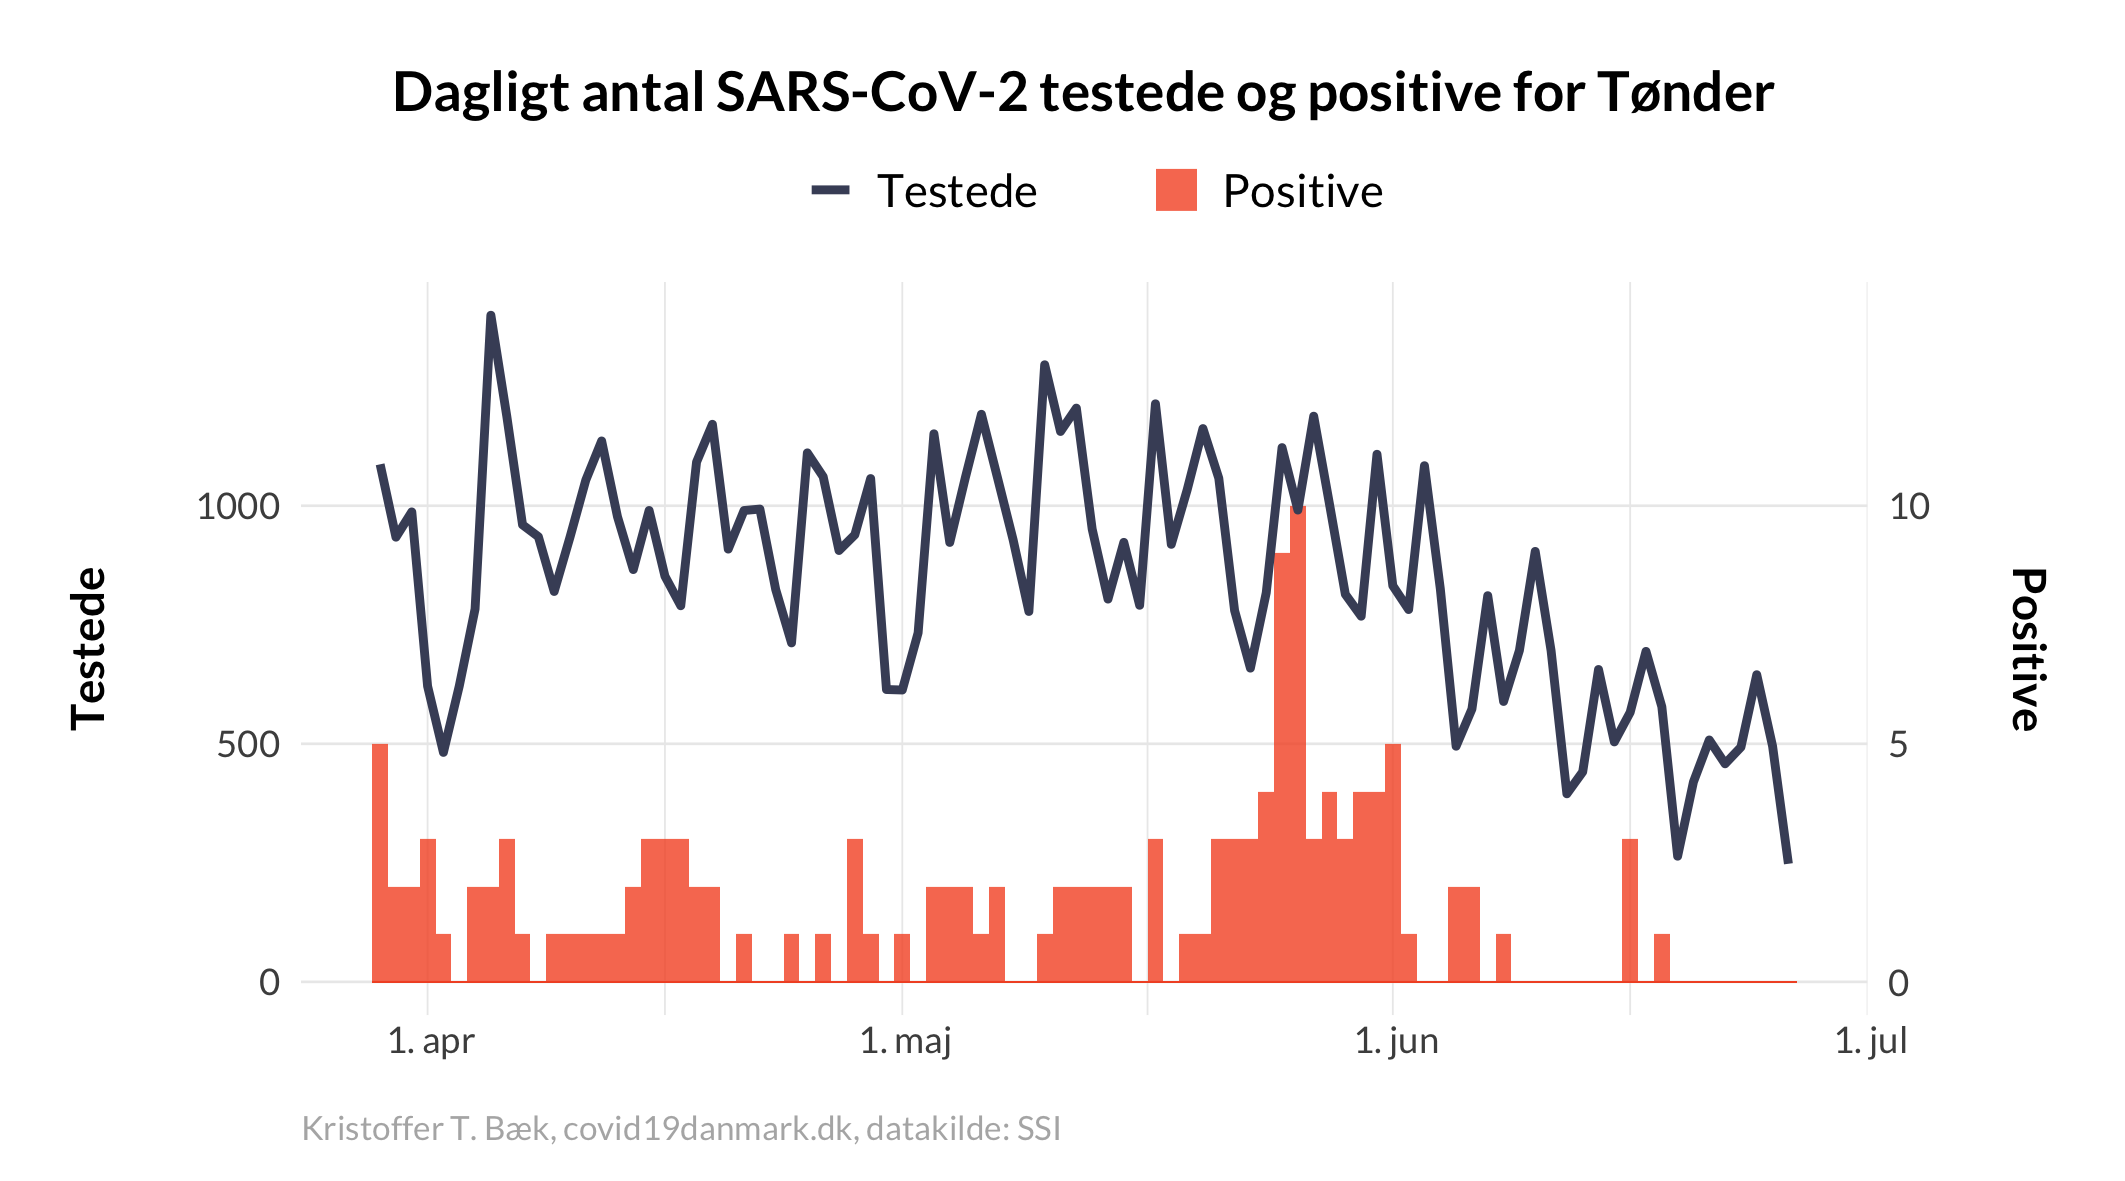 Dagligt antal SARS-CoV-2 testede og positive for Tønder
Testede
Positive
1000
500
0
10
5
0
Testede
Positive
1. apr
1. maj
1. jun
1. jul
Kristoffer T. Bæk, covid19danmark.dk, datakilde: SSI